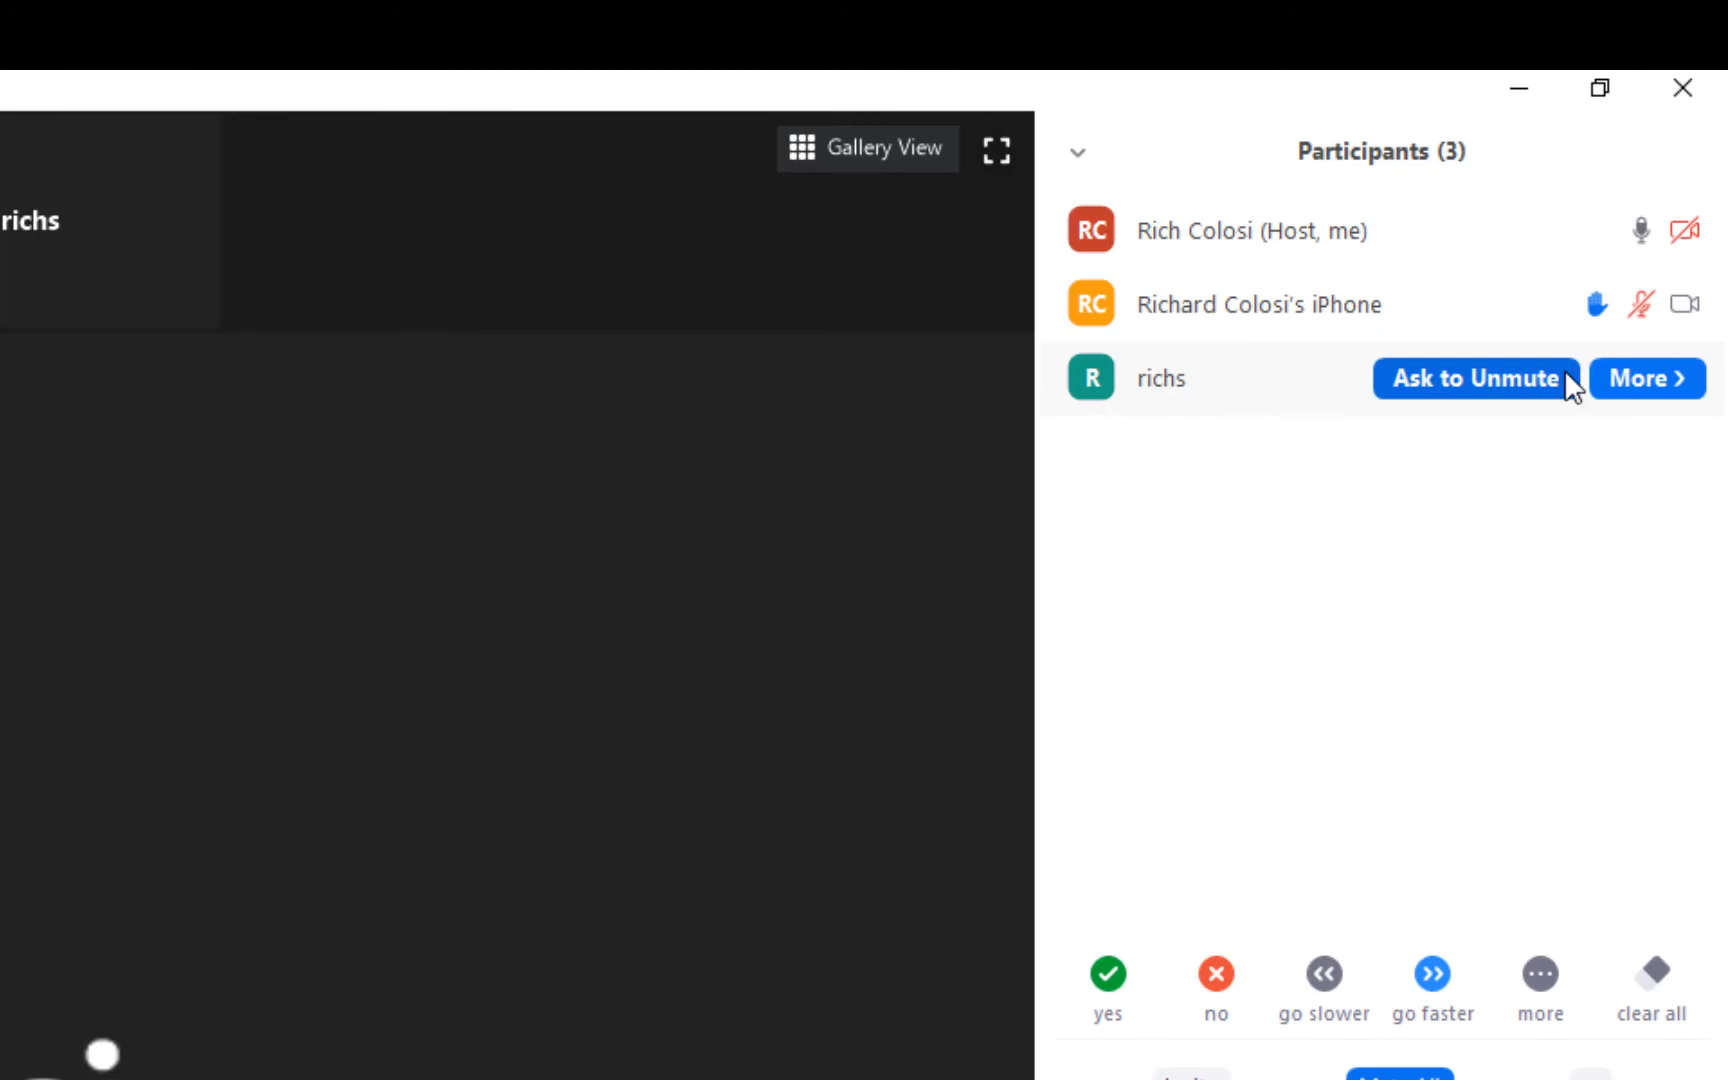 Gallery View
richs
Participants (3)
RC Rich Colosi (Host, me)
RC Richard Colosi's iPhone
R richs Ask to Unmute More >
yes no go slower go faster more clear all